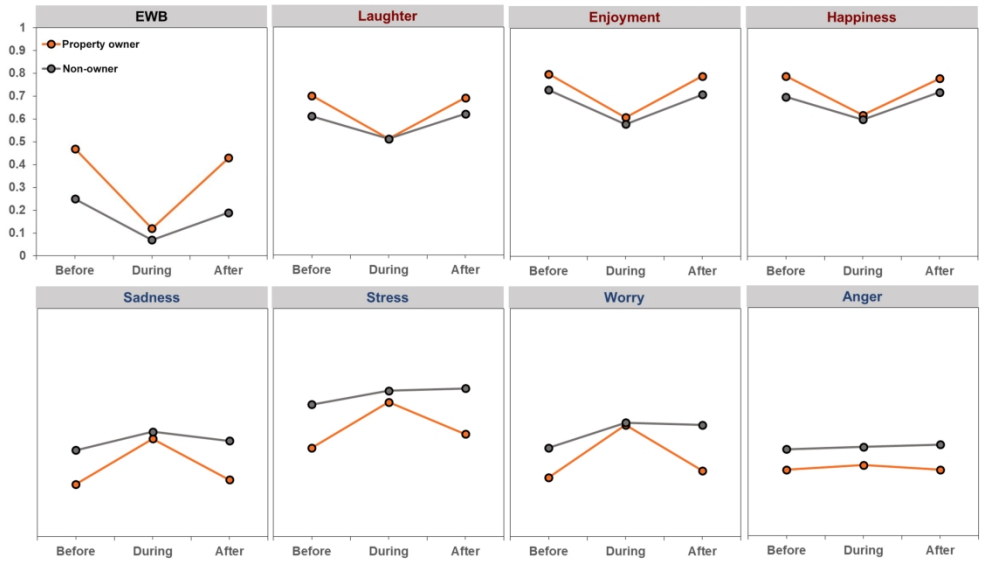 EWB Laughter Enjoyment Happiness
1
0.9
0.8
0.7
0.6
0.5
0.4
0.3
0.2
0.1
0
Property owner
Non-owner
Before During After Before During After Before During After Before During After
Sadness Stress Worry Anger
Before During After Before During After Before During After Before During After